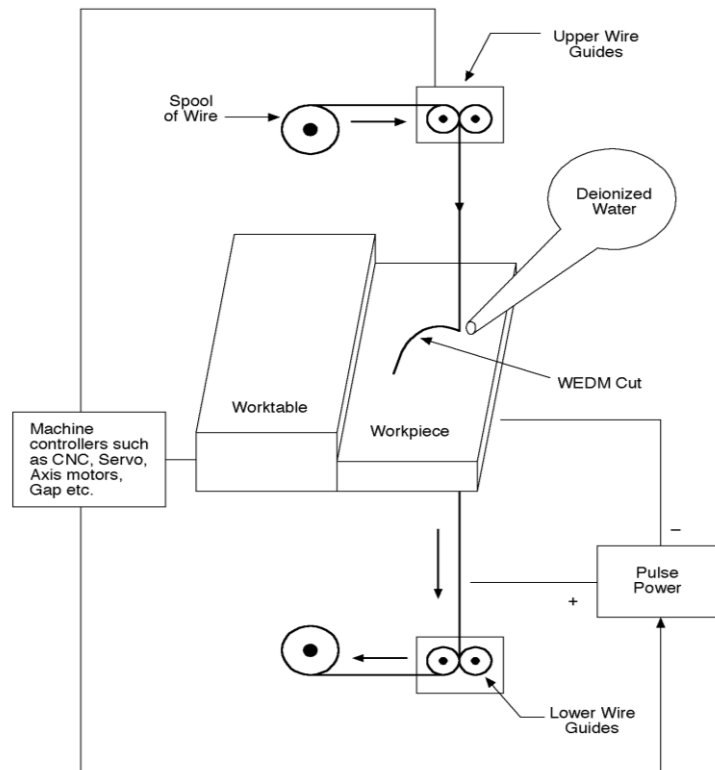 Upper Wire
Guides
Spool
of Wire
Deionized
Water
WEDM Cut
Worktable
Workpiece
Machine
controllers such
as CNC, Servo,
Axis motors,
Gap etc.
−
+
Pulse
Power
Lower Wire
Guides